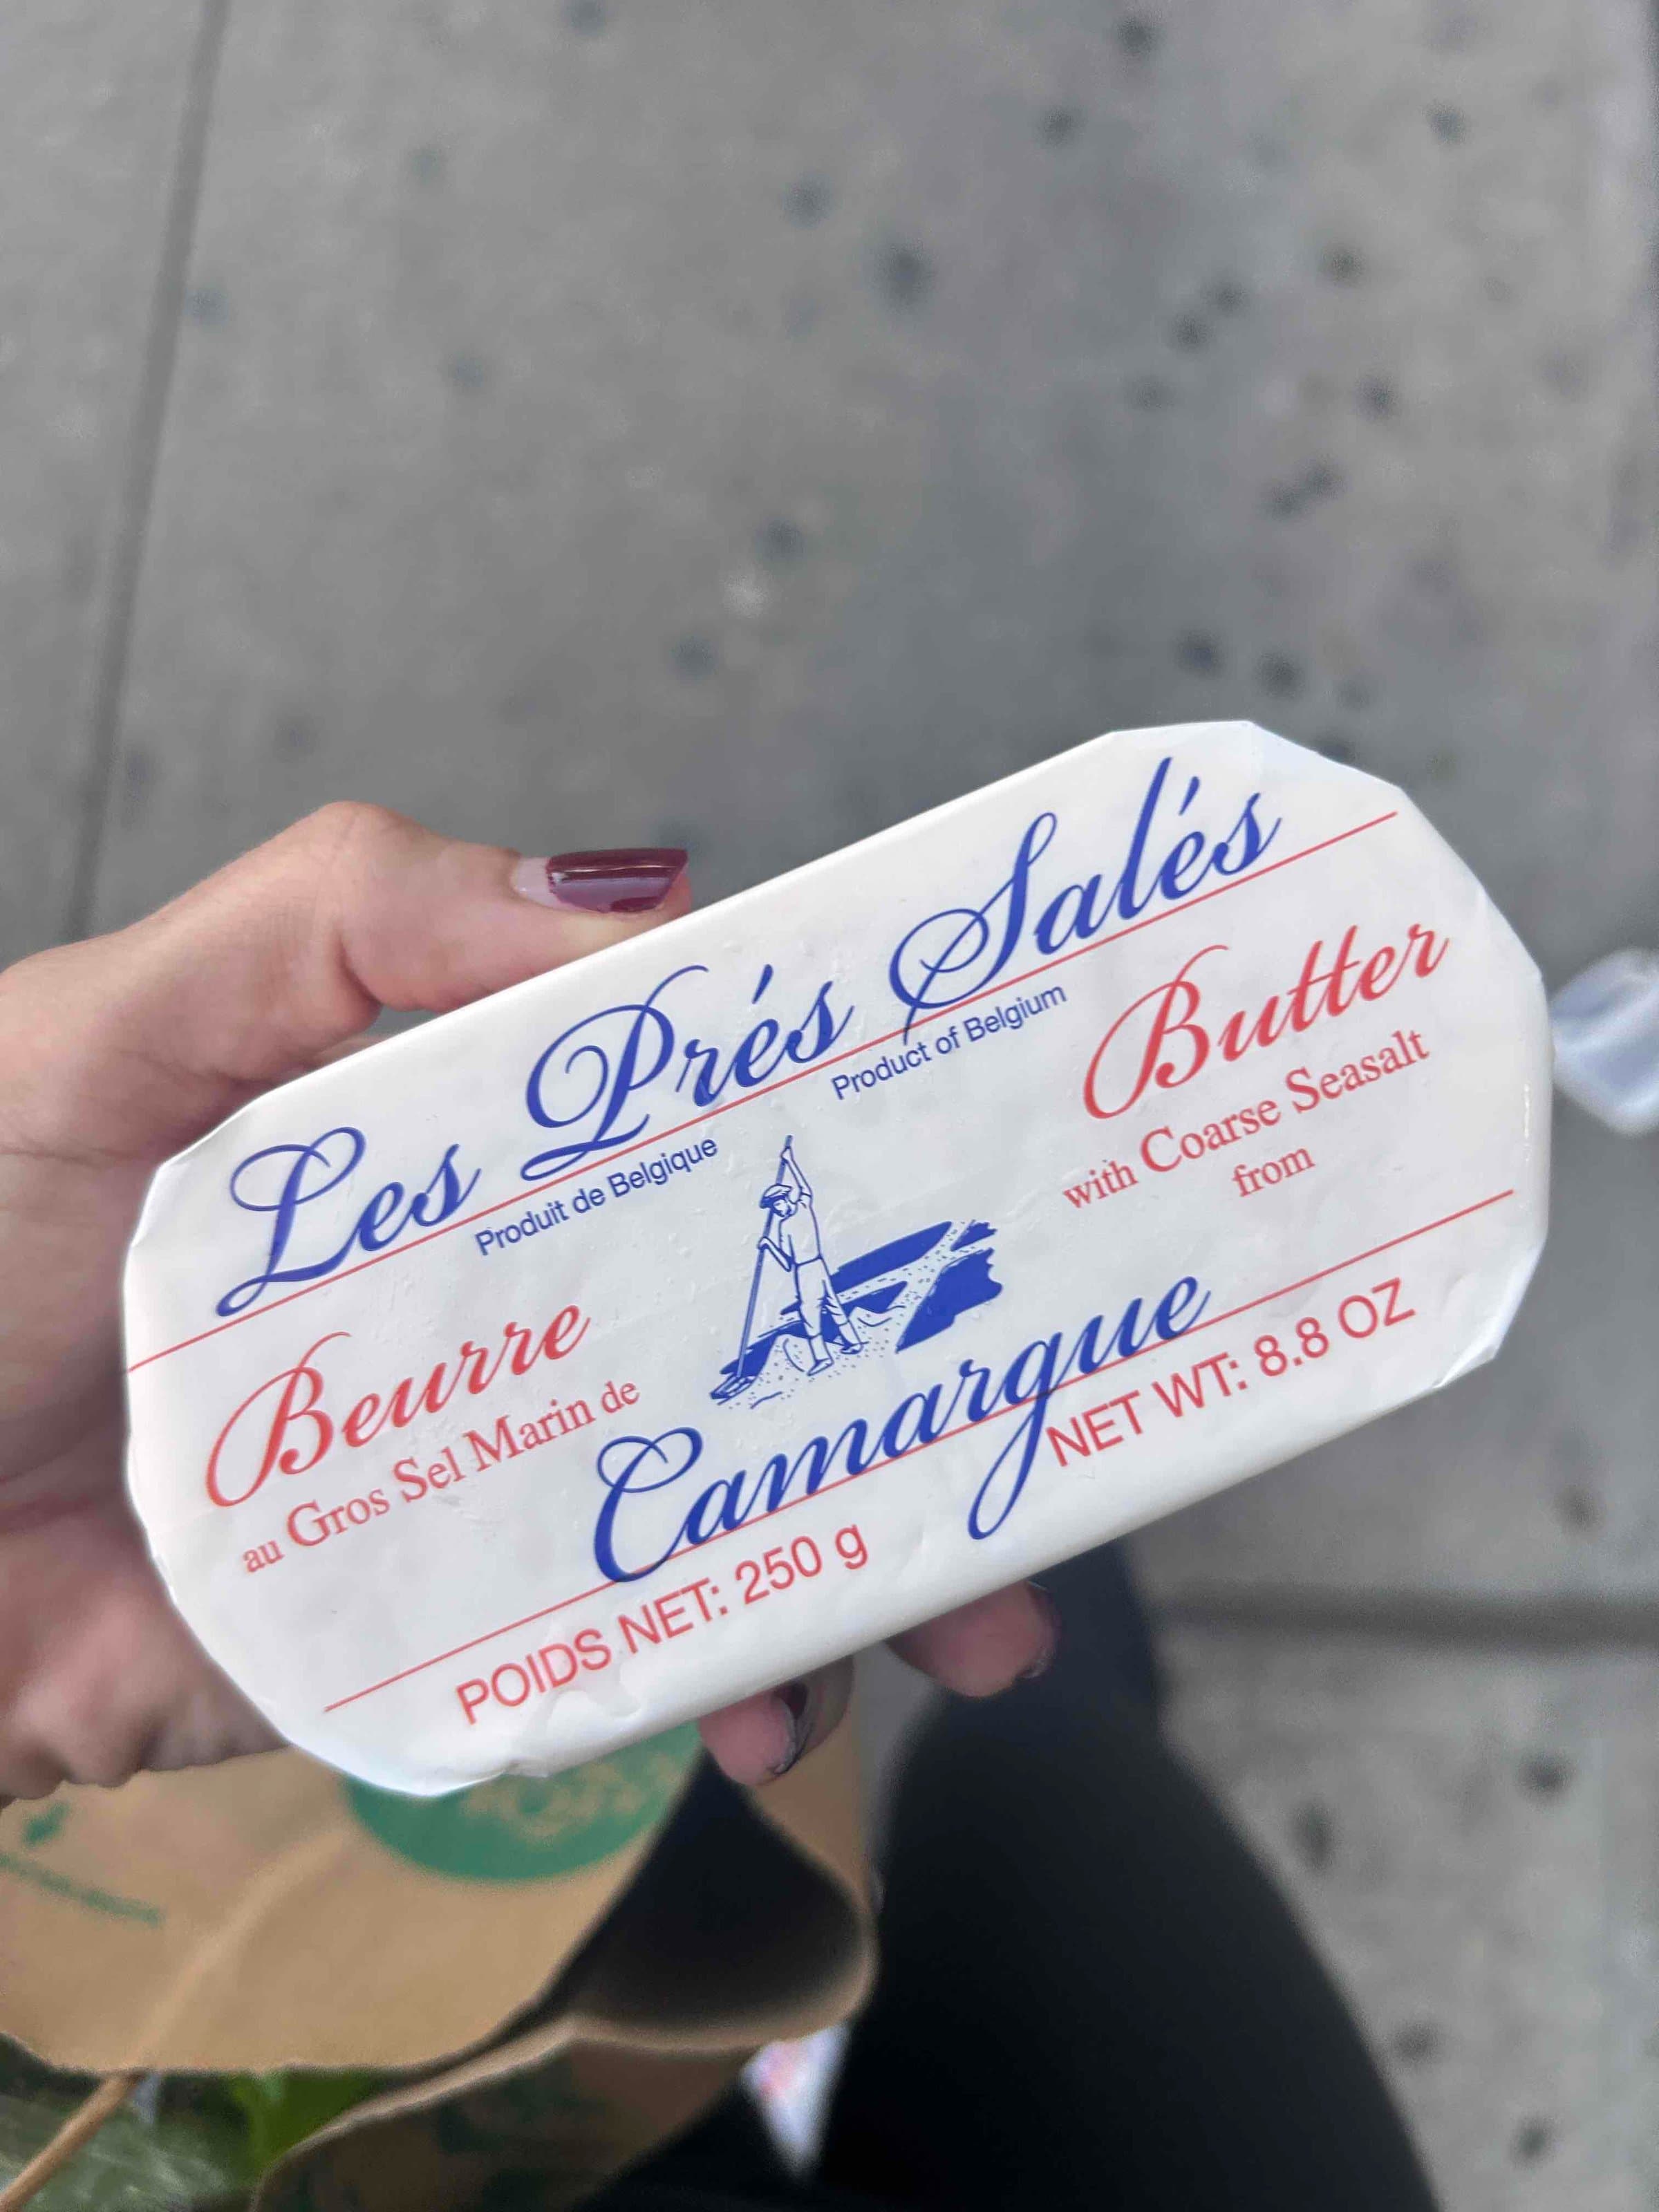 Les Prés Salés
Produit de Belgique
Product of Belgium
Beurre
au Gros Sel Marin de
Butter
with Coarse Seasalt
from
Camargue
POIDS NET: 250 g
NET WT: 8.8 OZ